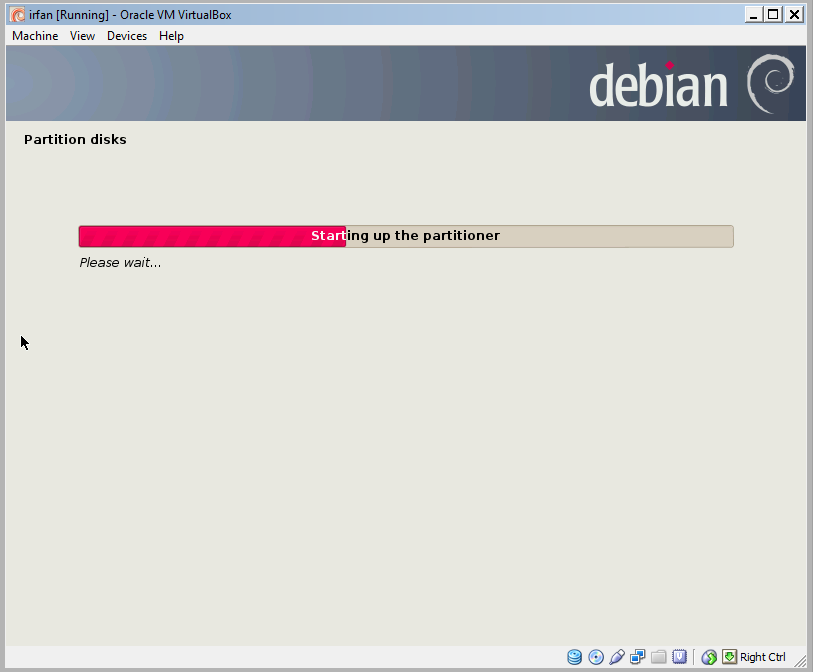 irfan [Running] - Oracle VM VirtualBox
Machine View Devices Help
debian
Partition disks
Starting up the partitioner
Please wait...
Right Ctrl